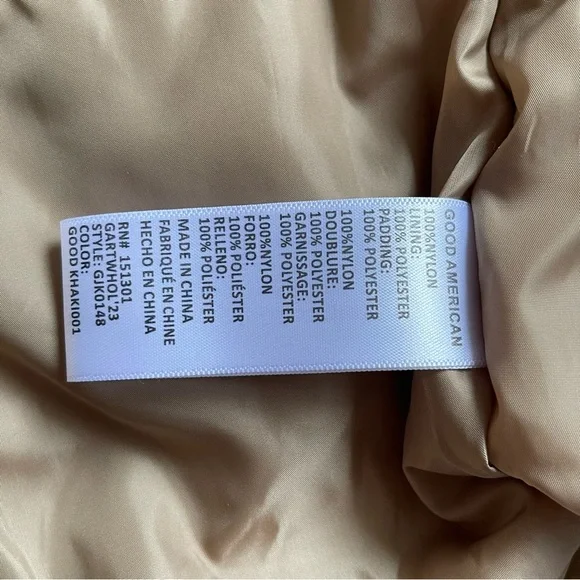 GOOD AMERICAN
100%NYLON
LINING:
100% POLYESTER
PADDING:
100% POLYESTER
100%NYLON
DOUBLURE:
100% POLYESTER
GARNISSAGE:
100% POLYESTER
100%NYLON
FORRO:
100% POLIÉSTER
RELLENO:
100% POLIÉSTER
MADE IN CHINA
FABRIQUÉ EN CHINE
HECHO EN CHINA
RN# 151301
GARTWHOL'23
STYLE: GJK0148
COLOR:
GOOD KHAKI001